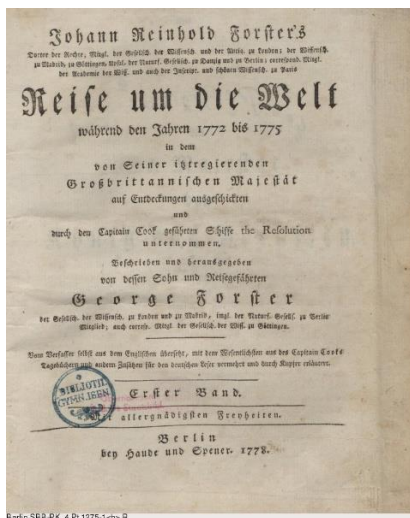 Johann Reinhold Forster's
Doctor der Rechte, Mitgl. der Gesellsch. der Wissensch. und der Antiq. zu London; der Wissensch.
zu Madrid, zu Göttingen, der Naturf. Gesellsch. zu Danzig und zu Berlin; correspond. Mitgl.
der Academie der Wiss. und auch der Inscript. und schönen Wissensch. zu Paris
Reise um die Welt
während den Jahren 1772 bis 1775
in dem
von Seiner itztregierenden
Großbrittannischen Majestät
auf Entdeckungen ausgeschickten
und
durch den Capitain Cook geführten Schiffe the Resolution
unternommen.
Beschrieben und herausgegeben
von dessen Sohn und Reisegefährten
George Forster
der Gesellsch. der Wissensch. zu London und zu Madrid, imgl. der Naturf. Gesells. zu Berlin
Mitglied; auch corresp. Mitgl. der Gesellsch. der Wiss. zu Göttingen.
Vom Verfasser selbst aus dem Englischen übersetzt, mit dem Wesentlichsten aus des Capitain Cooks
Tagebüchern und andern Zusätzen für den deutschen Leser vermehrt und durch Kupfer erläutert.
Erster Band.
Mit allergnädigsten Freyheiten.
Berlin
bey Haude und Spener. 1778.